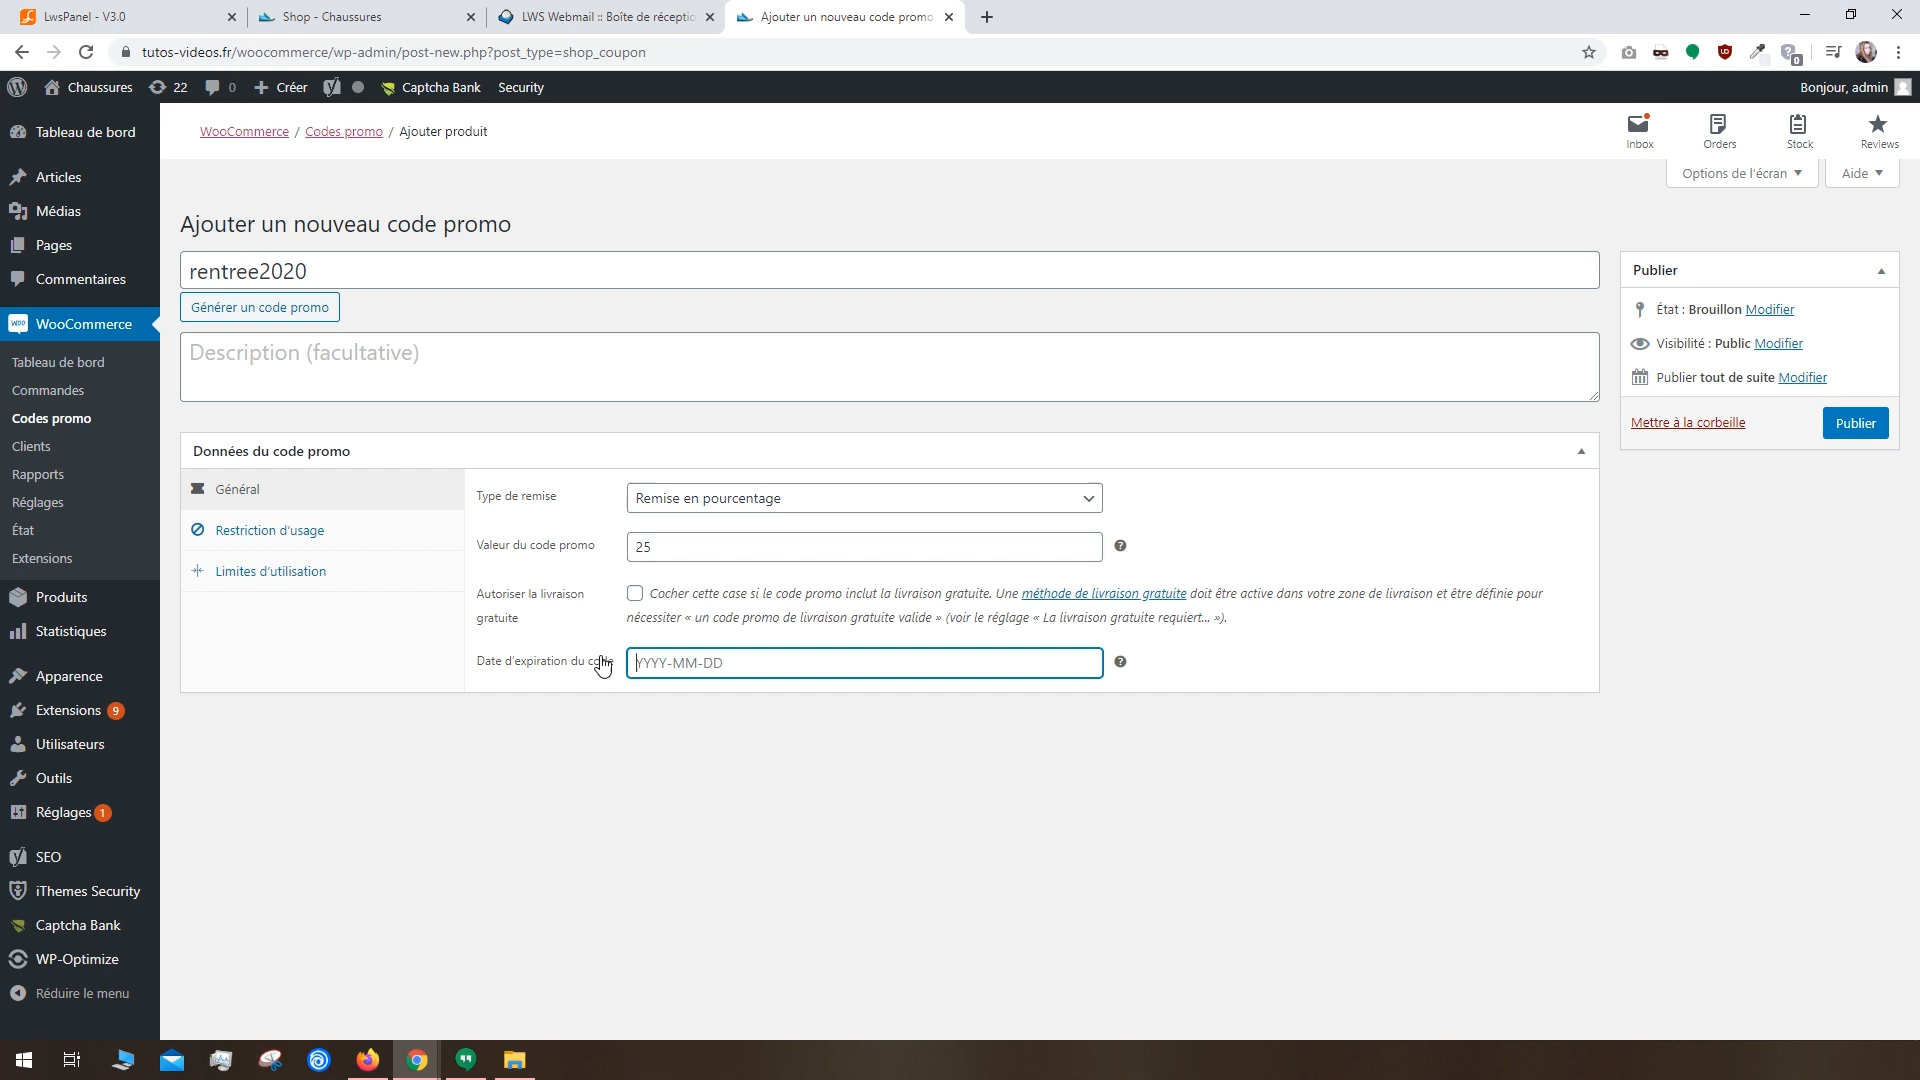 LwsPanel - V3.0
Shop - Chaussures
LWS Webmail :: Boîte de réceptio
Ajouter un nouveau code promo
tutos-videos.fr/woocommerce/wp-admin/post-new.php?post_type=shop_coupon
0
Chaussures
22
0
Créer
Captcha Bank
Security
Bonjour, admin
Tableau de bord
Articles
Médias
Pages
Commentaires
WooCommerce
Tableau de bord
Commandes
Codes promo
Clients
Rapports
Réglages
État
Extensions
Produits
Statistiques
Apparence
Extensions 9
Utilisateurs
Outils
Réglages 1
SEO
iThemes Security
Captcha Bank
WP-Optimize
Réduire le menu
WooCommerce / Codes promo / Ajouter produit
Inbox
Orders
Stock
Reviews
Options de l'écran
Aide
Ajouter un nouveau code promo
rentree2020
Générer un code promo
Description (facultative)
Données du code promo
Général
Restriction d'usage
Limites d'utilisation
Type de remise
Remise en pourcentage
Valeur du code promo
25
Autoriser la livraison
gratuite
Cocher cette case si le code promo inclut la livraison gratuite. Une méthode de livraison gratuite doit être active dans votre zone de livraison et être définie pour
nécessiter « un code promo de livraison gratuite valide » (voir le réglage « La livraison gratuite requiert... »).
Date d'expiration du code
YYYY-MM-DD
Publier
État : Brouillon Modifier
Visibilité : Public Modifier
Publier tout de suite Modifier
Mettre à la corbeille
Publier